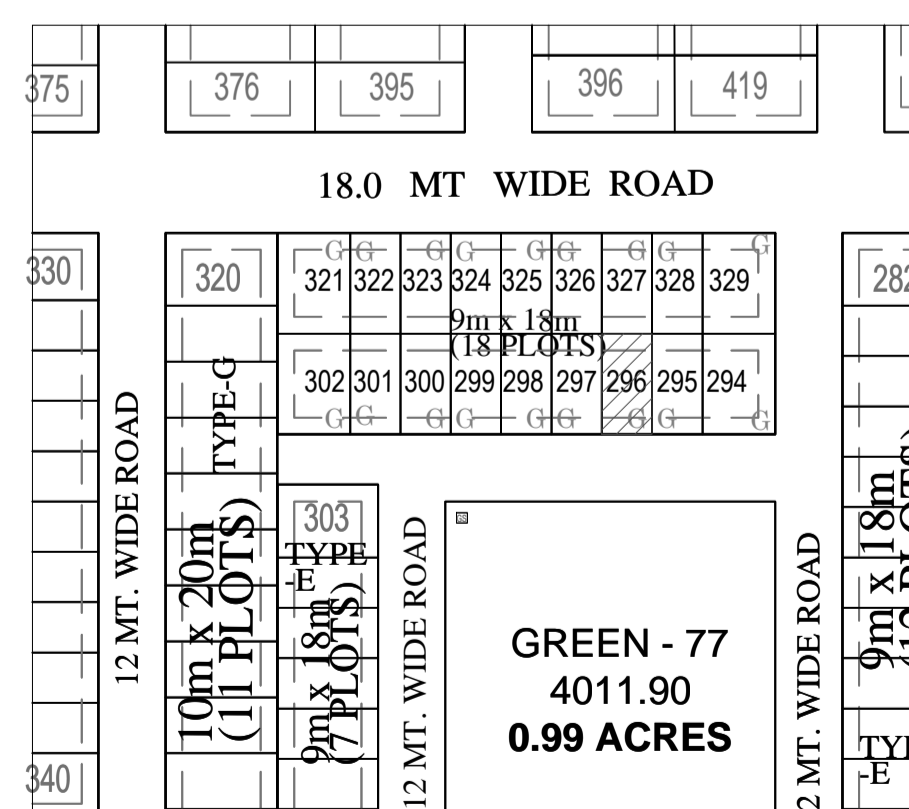 375 376 395 396 419
18.0 MT WIDE ROAD
330 320 282
G G G G G G G G G
321 322 323 324 325 326 327 328 329
9m x 18m
(18 PLOTS)
302 301 300 299 298 297 296 295 294
G G G G G G G G G
TYPE-G
10m x 20m
(11 PLOTS)
12 MT. WIDE ROAD
303
TYPE
-E
9m x 18m
(7 PLOTS)
12 MT. WIDE ROAD
GS
GREEN - 77
4011.90
0.99 ACRES
2 MT. WIDE ROAD
9m x 18m
340
-E